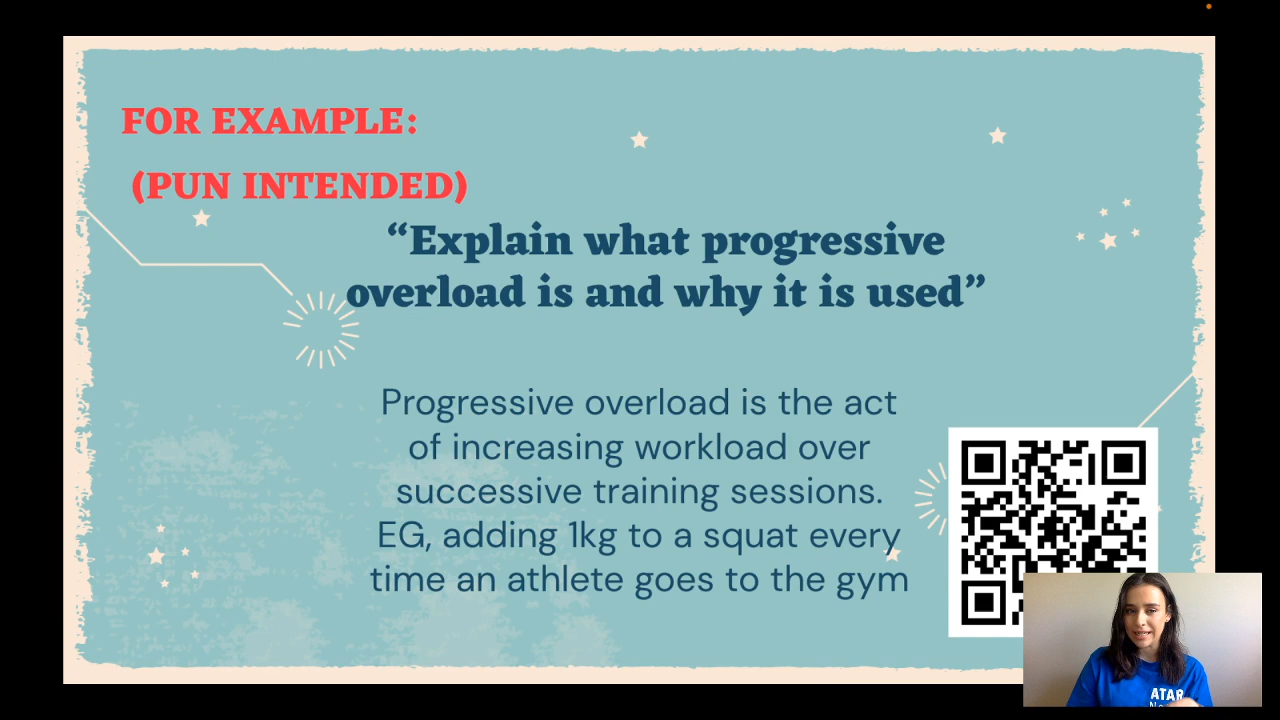 FOR EXAMPLE:
(PUN INTENDED)
“Explain what progressive
overload is and why it is used”
Progressive overload is the act
of increasing workload over
successive training sessions.
EG, adding 1kg to a squat every
time an athlete goes to the gym
ATAR